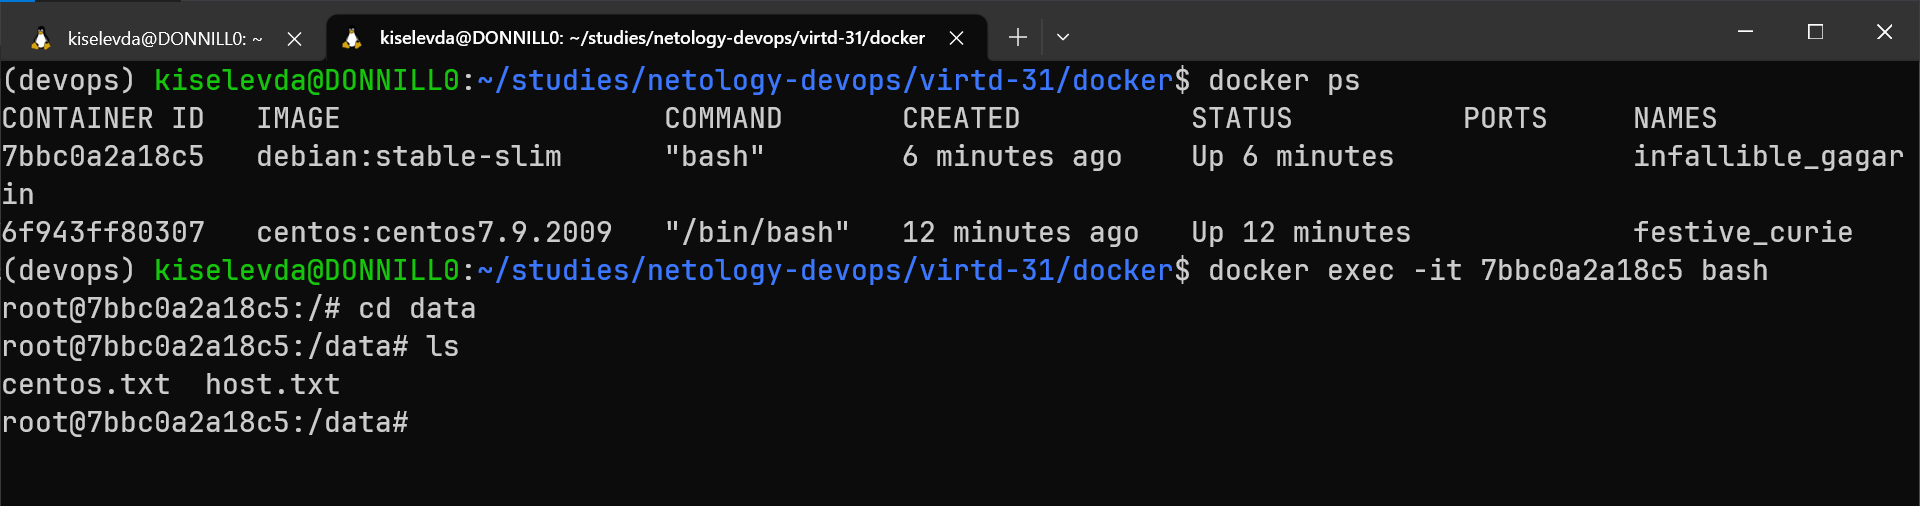 kiselevda@DONNILL0: ~
kiselevda@DONNILL0: ~/studies/netology-devops/virtd-31/docker
(devops) kiselevda@DONNILL0:~/studies/netology-devops/virtd-31/docker$ docker ps
CONTAINER ID   IMAGE                   COMMAND       CREATED          STATUS          PORTS     NAMES
7bbc0a2a18c5   debian:stable-slim      "bash"        6 minutes ago    Up 6 minutes              infallible_gagar
in
6f943ff80307   centos:centos7.9.2009   "/bin/bash"   12 minutes ago   Up 12 minutes             festive_curie
(devops) kiselevda@DONNILL0:~/studies/netology-devops/virtd-31/docker$ docker exec -it 7bbc0a2a18c5 bash
root@7bbc0a2a18c5:/# cd data
root@7bbc0a2a18c5:/data# ls
centos.txt  host.txt
root@7bbc0a2a18c5:/data#